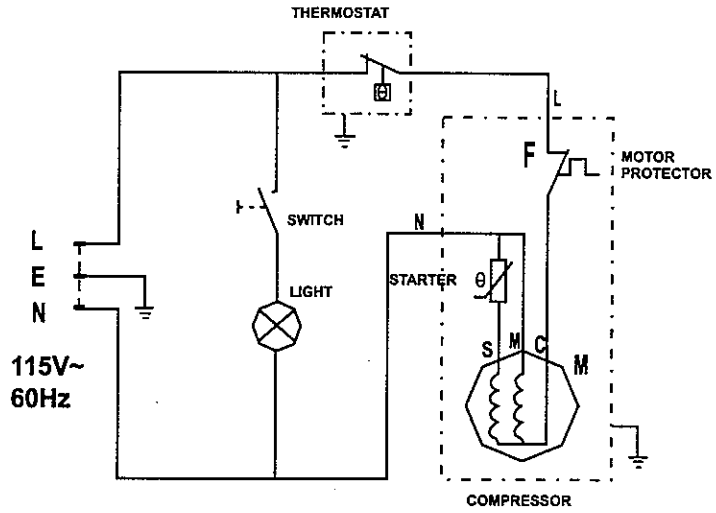 THERMOSTAT
θ
L
F
MOTOR
PROTECTOR
SWITCH
N
L
E
N
STARTER
θ
LIGHT
S
M
C
M
115V~
60Hz
COMPRESSOR